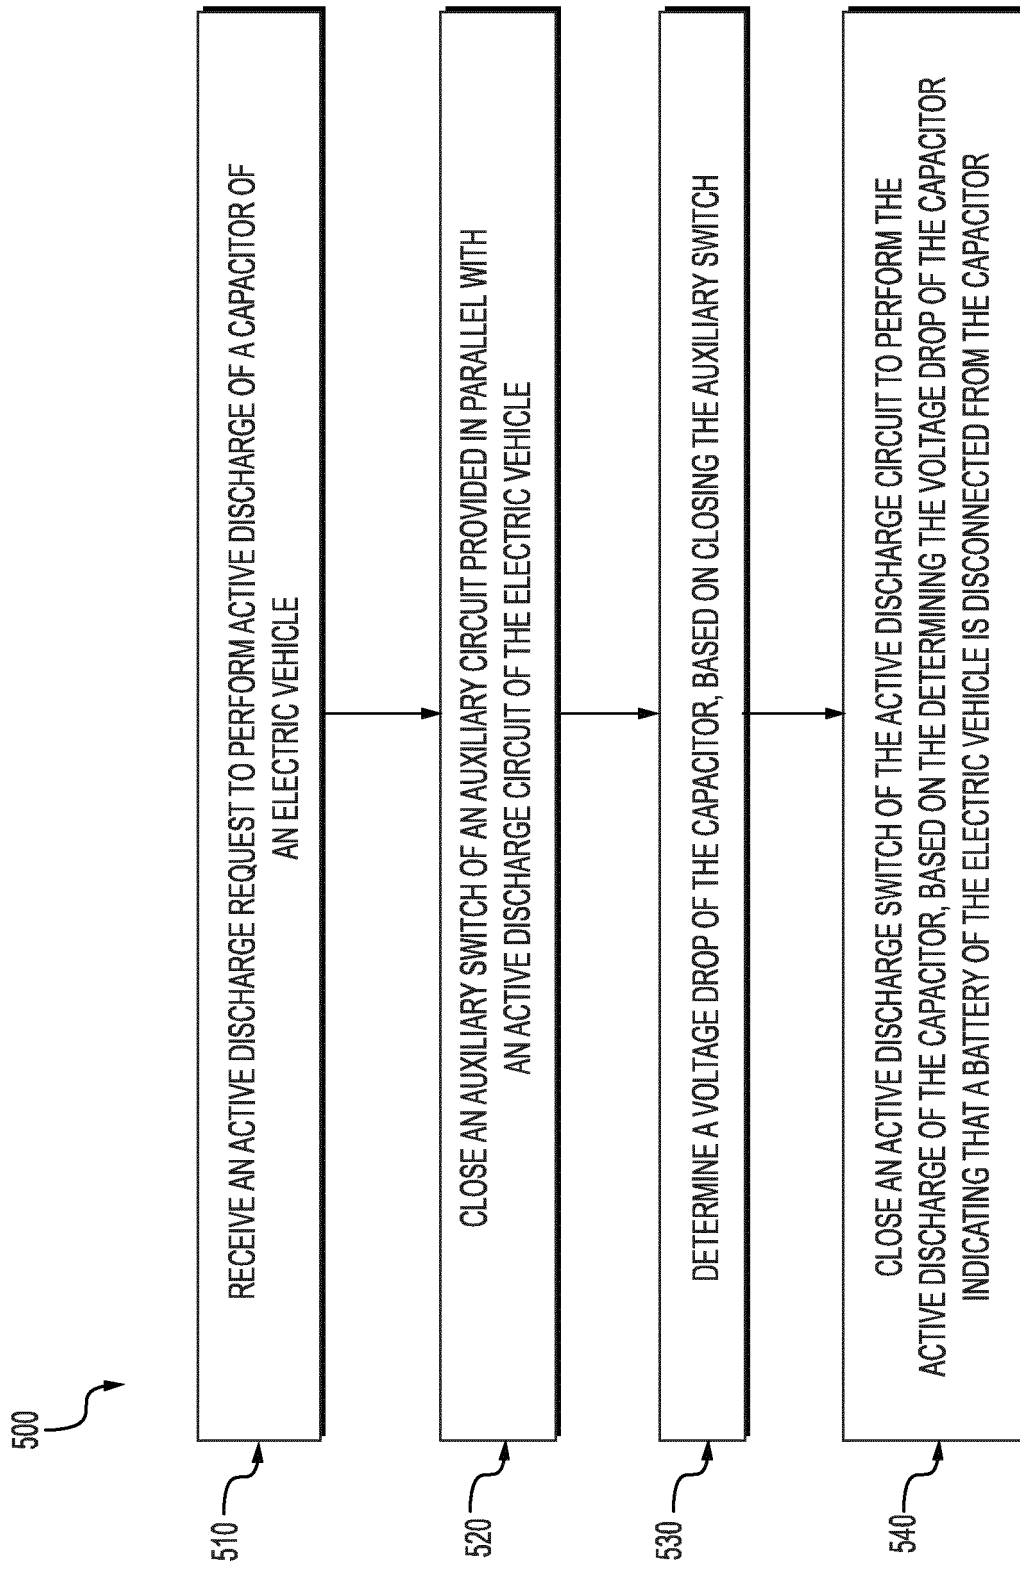 500
510
RECEIVE AN ACTIVE DISCHARGE REQUEST TO PERFORM ACTIVE DISCHARGE OF A CAPACITOR OF
AN ELECTRIC VEHICLE
520
CLOSE AN AUXILIARY SWITCH OF AN AUXILIARY CIRCUIT PROVIDED IN PARALLEL WITH
AN ACTIVE DISCHARGE CIRCUIT OF THE ELECTRIC VEHICLE
530
DETERMINE A VOLTAGE DROP OF THE CAPACITOR, BASED ON CLOSING THE AUXILIARY SWITCH
540
CLOSE AN ACTIVE DISCHARGE SWITCH OF THE ACTIVE DISCHARGE CIRCUIT TO PERFORM THE
ACTIVE DISCHARGE OF THE CAPACITOR, BASED ON THE DETERMINING THE VOLTAGE DROP OF THE CAPACITOR
INDICATING THAT A BATTERY OF THE ELECTRIC VEHICLE IS DISCONNECTED FROM THE CAPACITOR